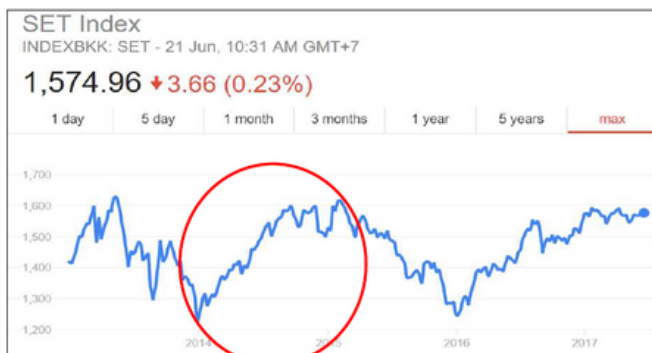 SET Index
INDEXBKK: SET - 21 Jun, 10:31 AM GMT+7
1,574.96 3.66 (0.23%)
1 day 5 day 1 month 3 months 1 year 5 years max
1,700
1,600
1,500
1,400
1,300
1,200
2014 2015 2016 2017